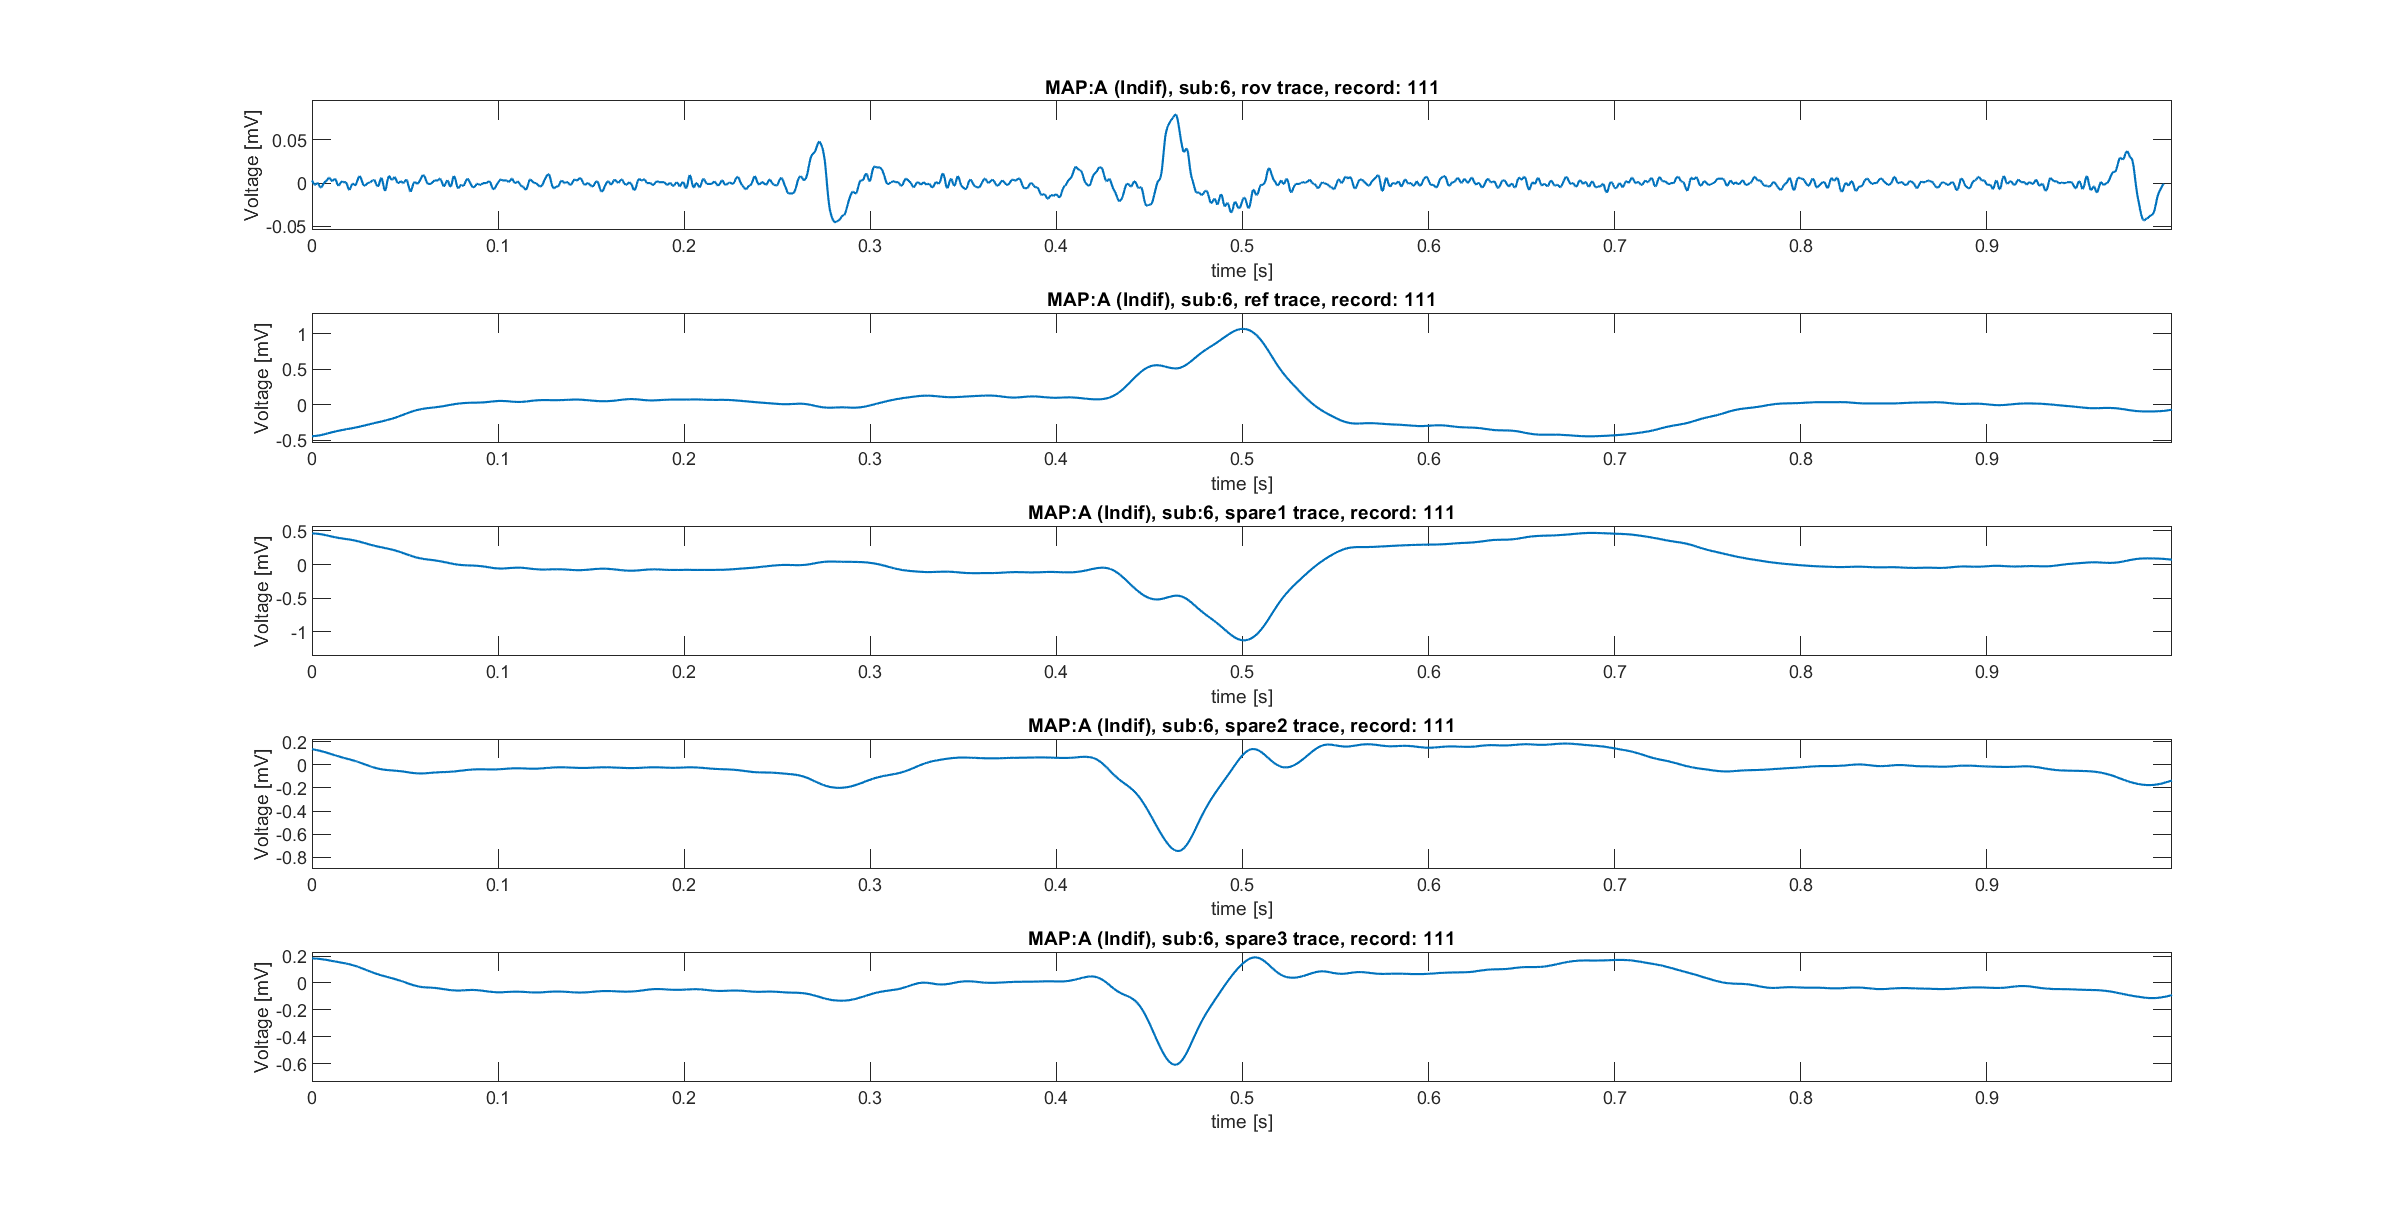 MAP:A (Indif), sub:6, rov trace, record: 111
Voltage [mV]
0.05
0
-0.05
0 0.1 0.2 0.3 0.4 0.5 0.6 0.7 0.8 0.9
time [s]
MAP:A (Indif), sub:6, ref trace, record: 111
Voltage [mV]
1
0.5
0
-0.5
0 0.1 0.2 0.3 0.4 0.5 0.6 0.7 0.8 0.9
time [s]
MAP:A (Indif), sub:6, spare1 trace, record: 111
Voltage [mV]
0.5
0
-0.5
-1
0 0.1 0.2 0.3 0.4 0.5 0.6 0.7 0.8 0.9
time [s]
MAP:A (Indif), sub:6, spare2 trace, record: 111
Voltage [mV]
0.2
0
-0.2
-0.4
-0.6
-0.8
0 0.1 0.2 0.3 0.4 0.5 0.6 0.7 0.8 0.9
time [s]
MAP:A (Indif), sub:6, spare3 trace, record: 111
Voltage [mV]
0.2
0
-0.2
-0.4
-0.6
0 0.1 0.2 0.3 0.4 0.5 0.6 0.7 0.8 0.9
time [s]